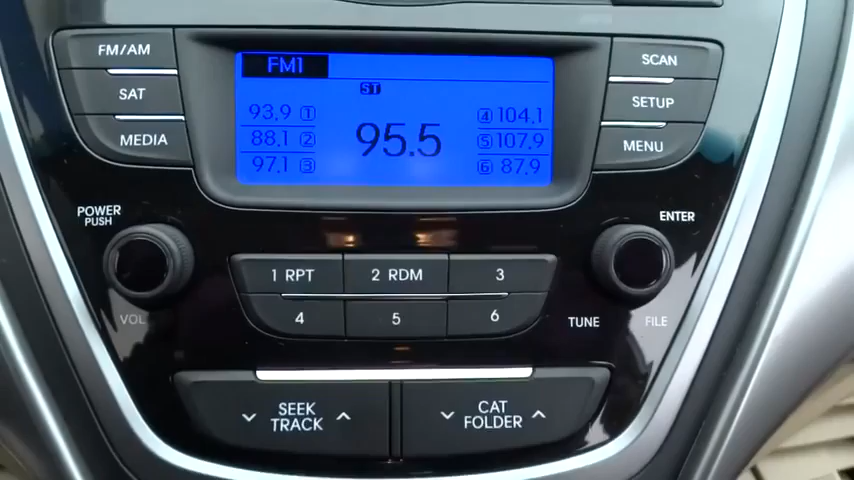 FM/AM
SAT
MEDIA
FM1
ST
93.9 1
88.1 2
97.1 3
95.5
4 104.1
5 107.9
6 87.9
SCAN
SETUP
MENU
POWER
PUSH
VOL
ENTER
TUNE
FILE
1 RPT
2 RDM
3
4
5
6
SEEK
TRACK
CAT
FOLDER